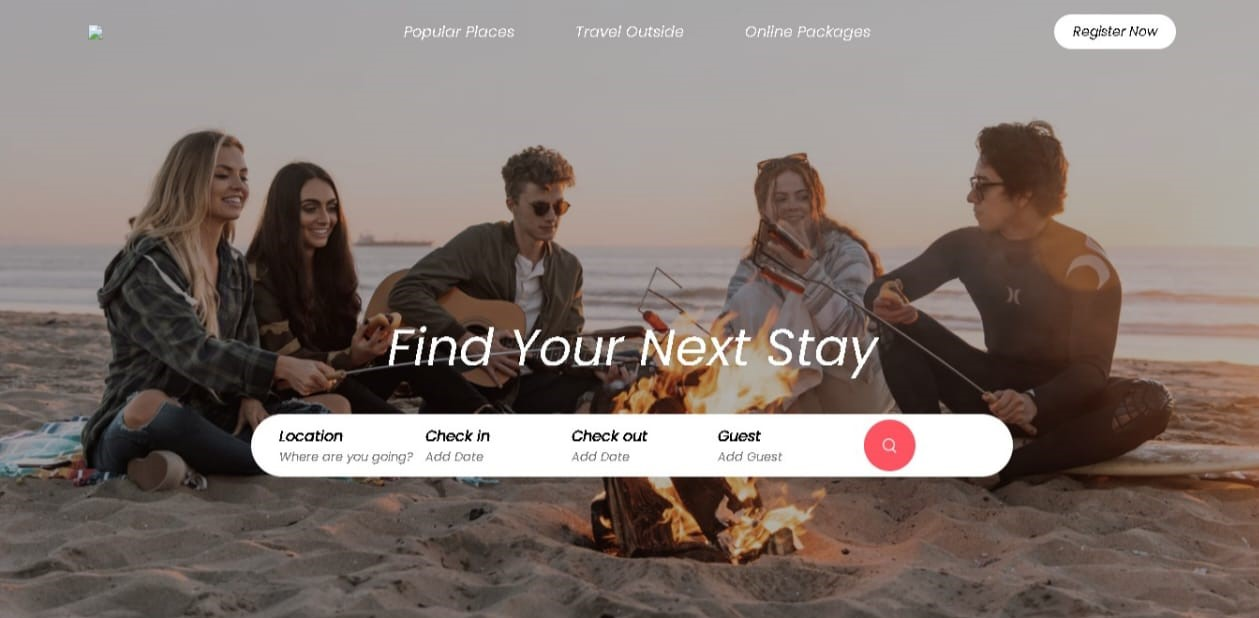 Popular Places
Travel Outside
Online Packages
Register Now
Find Your Next Stay
Location
Check in
Check out
Guest
Where are you going?
Add Date
Add Date
Add Guest